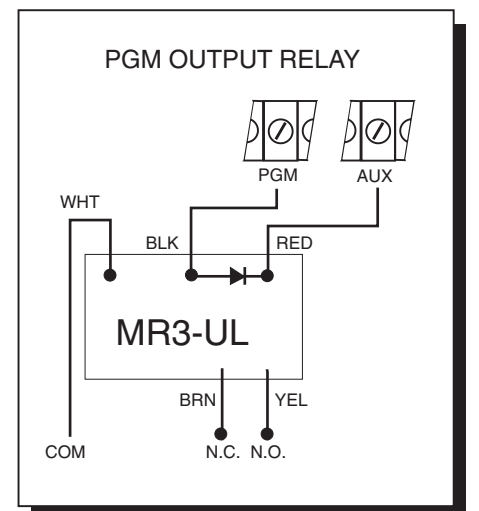 PGM OUTPUT RELAY
PGM
AUX
WHT
BLK
RED
MR3-UL
BRN
YEL
COM
N.C.
N.O.